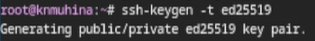 root@knmuhina:~# ssh-keygen -t ed25519
Generating public/private ed25519 key pair.